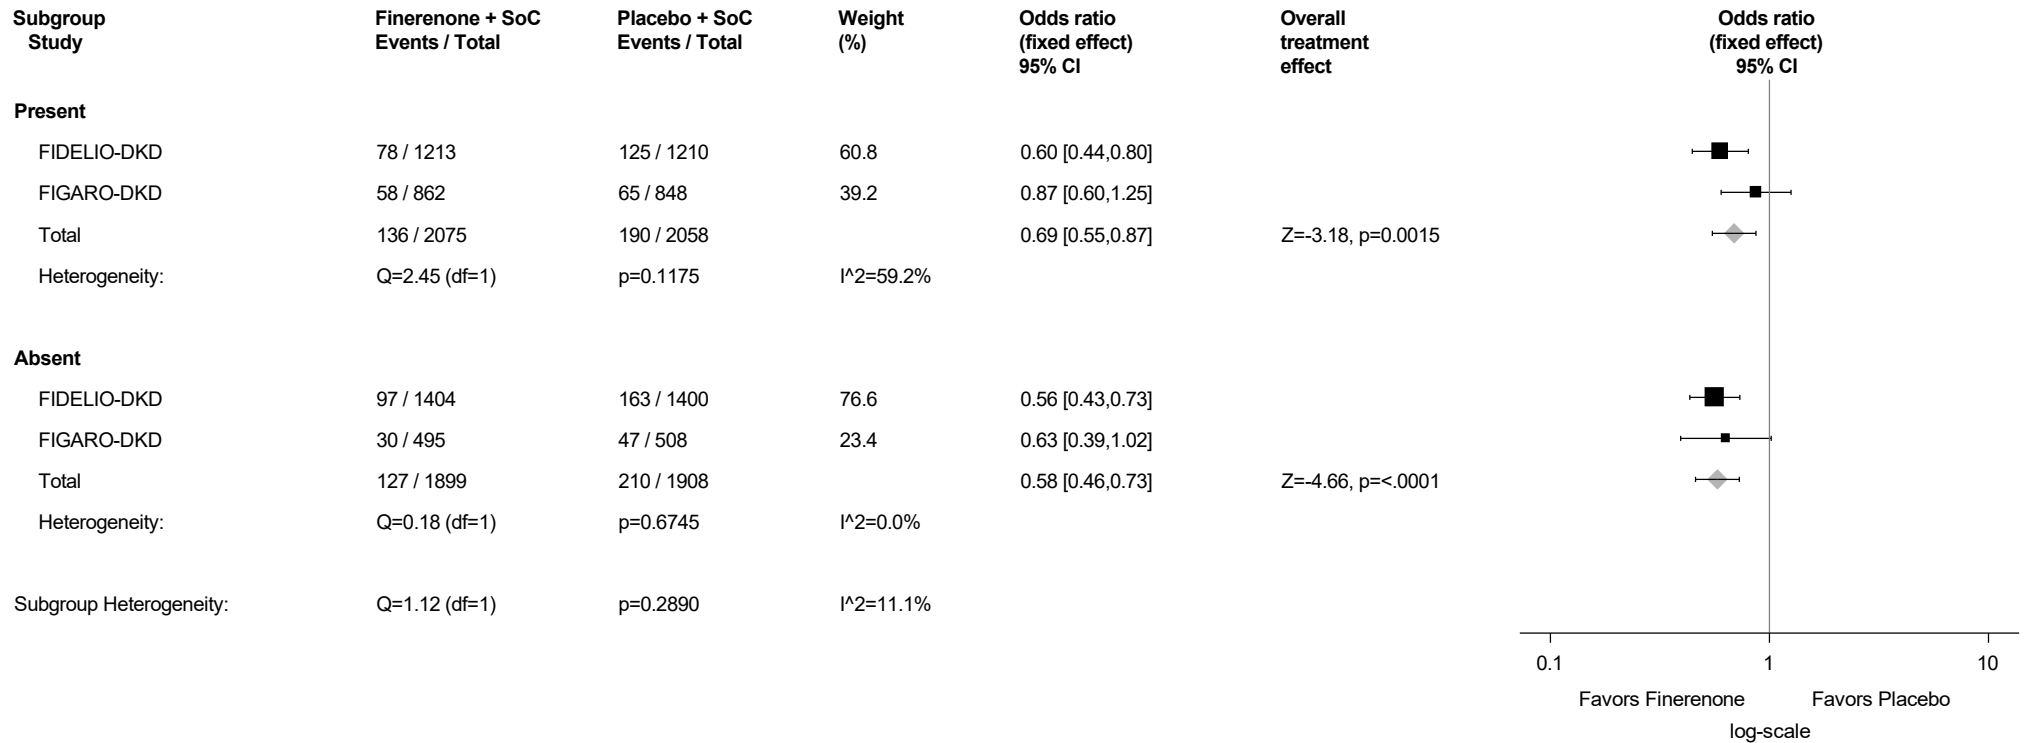 Subgroup Finerenone + SoC Placebo + SoC Weight Odds ratio Overall Odds ratio
Study Events / Total Events / Total (%) (fixed effect) treatment (fixed effect)
95% CI effect 95% CI
Present
FIDELIO-DKD 78 / 1213 125 / 1210 60.8 0.60 [0.44,0.80]
FIGARO-DKD 58 / 862 65 / 848 39.2 0.87 [0.60,1.25]
Total 136 / 2075 190 / 2058 0.69 [0.55,0.87] Z=-3.18, p=0.0015
Heterogeneity: Q=2.45 (df=1) p=0.1175 I^2=59.2%
Absent
FIDELIO-DKD 97 / 1404 163 / 1400 76.6 0.56 [0.43,0.73]
FIGARO-DKD 30 / 495 47 / 508 23.4 0.63 [0.39,1.02]
Total 127 / 1899 210 / 1908 0.58 [0.46,0.73] Z=-4.66, p=<.0001
Heterogeneity: Q=0.18 (df=1) p=0.6745 I^2=0.0%
Subgroup Heterogeneity: Q=1.12 (df=1) p=0.2890 I^2=11.1%
0.1 1 10
Favors Finerenone Favors Placebo
log-scale